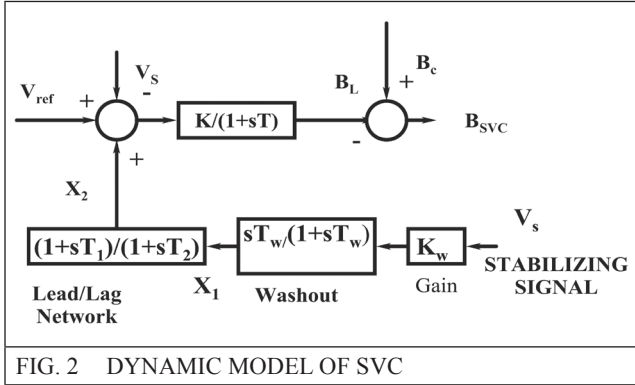 V_S
V_ref
+
-
K/(1+sT)
B_L
B_c
+
-
B_SVC
+
X_2
(1+sT_1)/(1+sT_2)
X_1
sT_w/(1+sT_w)
K_w
V_s
Lead/Lag
Network
Washout
Gain
STABILIZING
SIGNAL
FIG. 2 DYNAMIC MODEL OF SVC